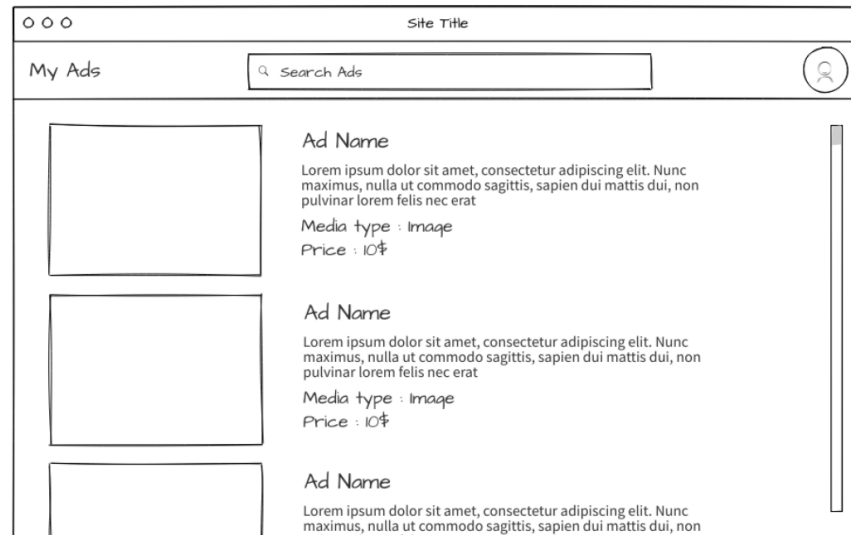 Site Title
My Ads
Search Ads
Ad Name
Lorem ipsum dolor sit amet, consectetur adipiscing elit. Nunc
maximus, nulla ut commodo sagittis, sapien dui mattis dui, non
pulvinar lorem felis nec erat
Media type : Image
Price : 10$
Ad Name
Lorem ipsum dolor sit amet, consectetur adipiscing elit. Nunc
maximus, nulla ut commodo sagittis, sapien dui mattis dui, non
pulvinar lorem felis nec erat
Media type : Image
Price : 10$
Ad Name
Lorem ipsum dolor sit amet, consectetur adipiscing elit. Nunc
maximus, nulla ut commodo sagittis, sapien dui mattis dui, non